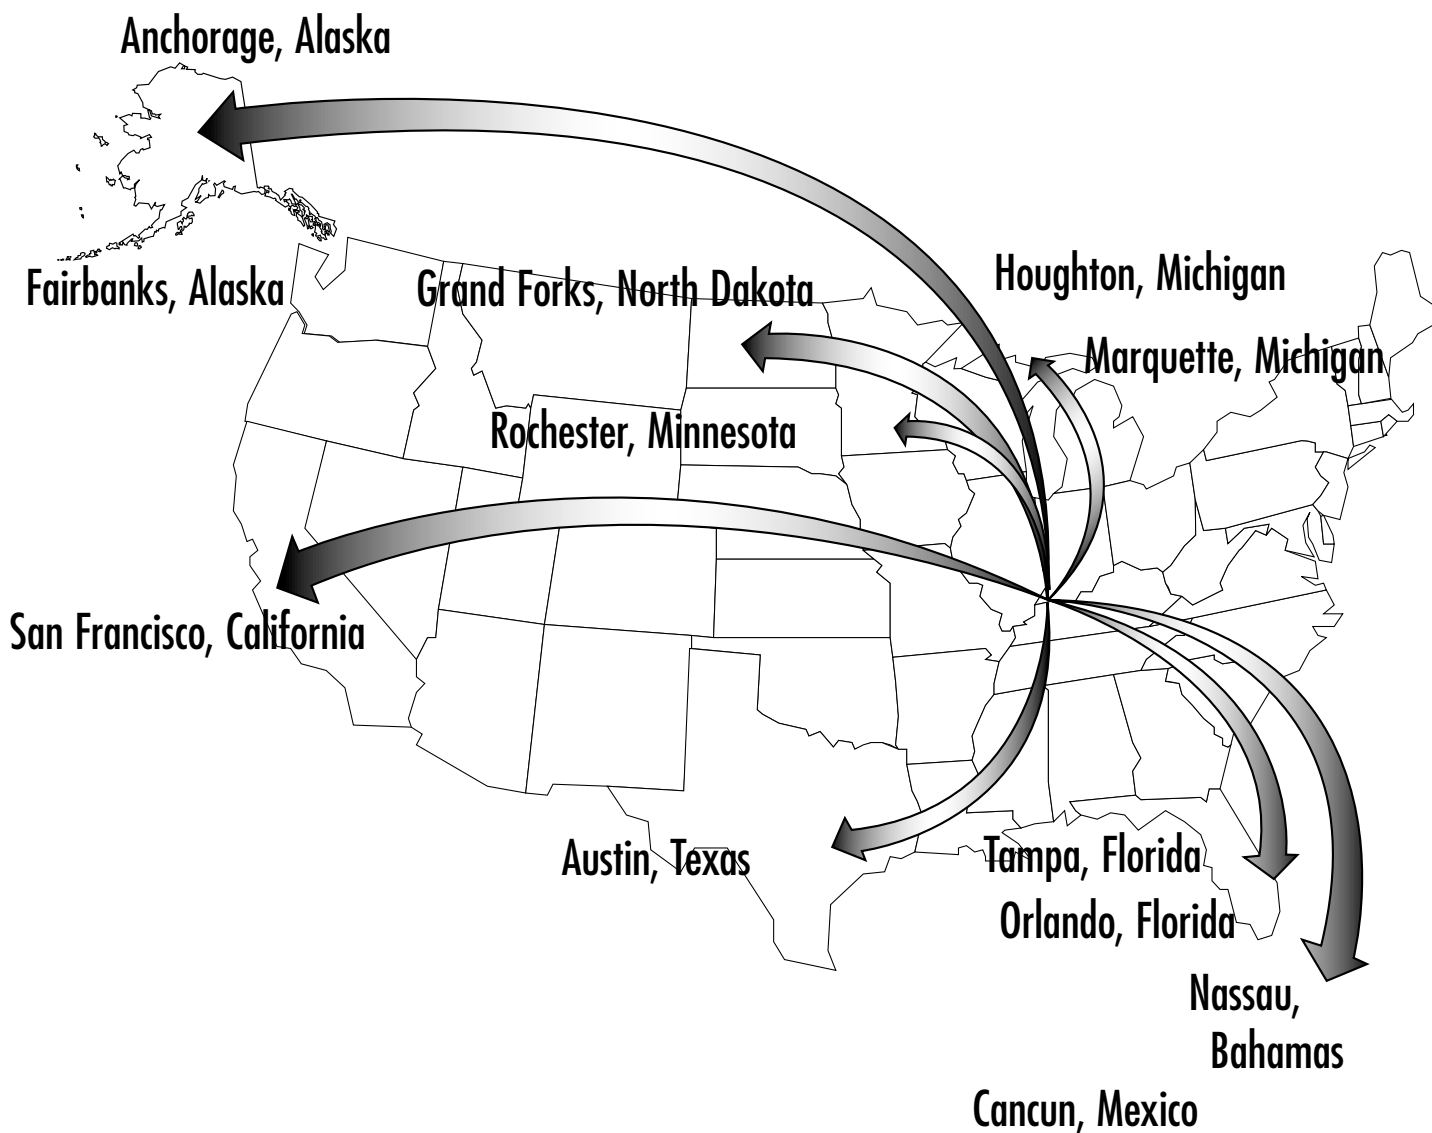 Anchorage, Alaska
Fairbanks, Alaska
Grand Forks, North Dakota
Houghton, Michigan
Marquette, Michigan
Rochester, Minnesota
San Francisco, California
Austin, Texas
Tampa, Florida
Orlando, Florida
Nassau,
Bahamas
Cancun, Mexico